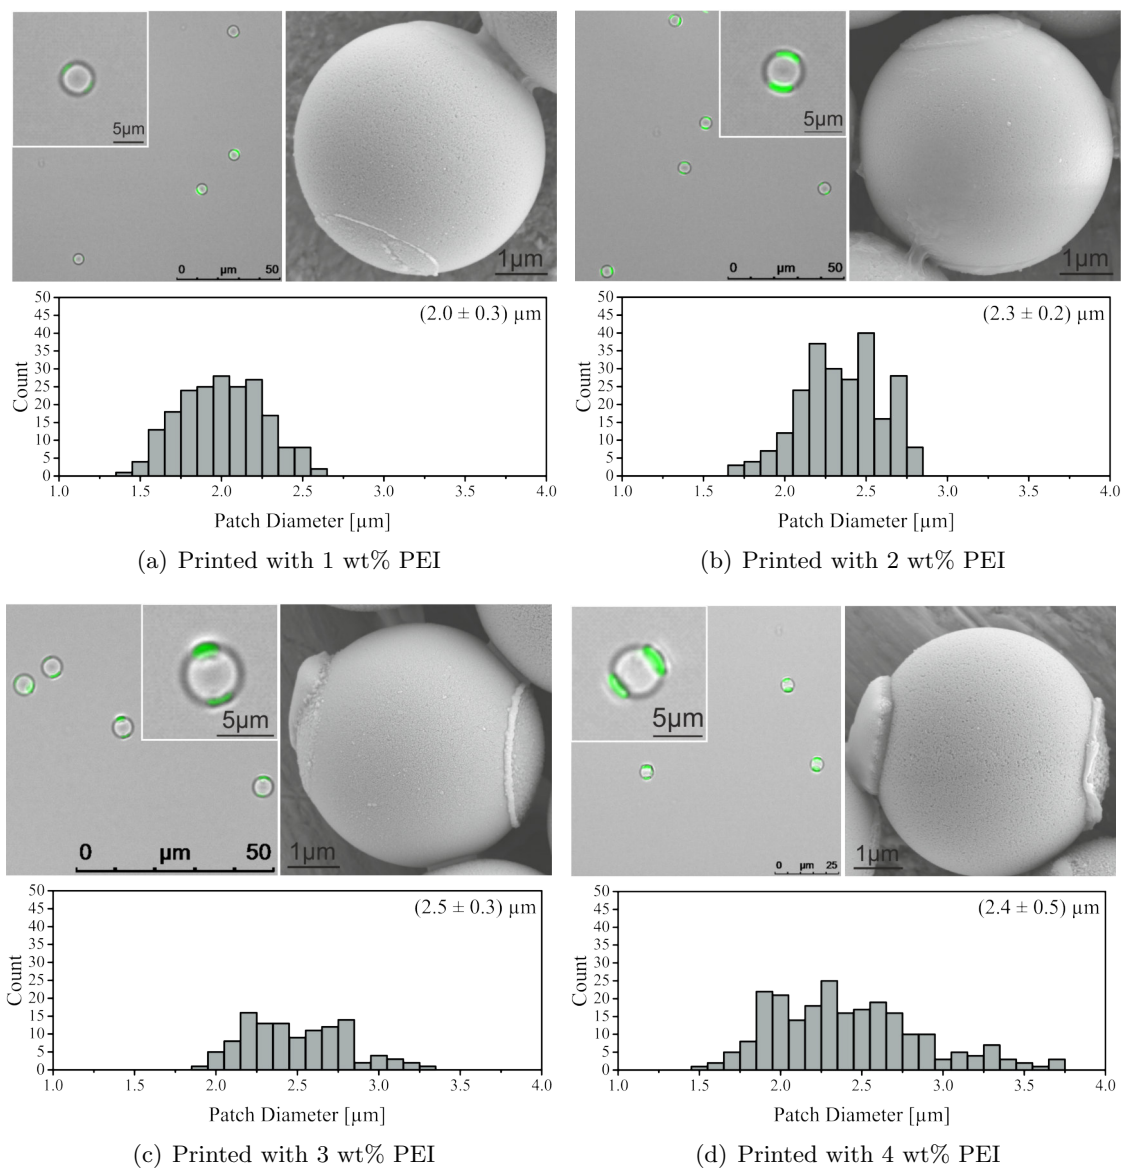 5µm
0 µm 50
1µm
50
45
40
35
30
25
20
15
10
5
0
Count
(2.0 ± 0.3) µm
1.0 1.5 2.0 2.5 3.0 3.5 4.0
Patch Diameter [µm]
(a) Printed with 1 wt% PEI
5µm
0 µm 50
1µm
50
45
40
35
30
25
20
15
10
5
0
Count
(2.3 ± 0.2) µm
1.0 1.5 2.0 2.5 3.0 3.5 4.0
Patch Diameter [µm]
(b) Printed with 2 wt% PEI
5µm
0 µm 50
1µm
50
45
40
35
30
25
20
15
10
5
0
Count
(2.5 ± 0.3) µm
1.0 1.5 2.0 2.5 3.0 3.5 4.0
Patch Diameter [µm]
(c) Printed with 3 wt% PEI
5µm
0 µm 25
1µm
50
45
40
35
30
25
20
15
10
5
0
Count
(2.4 ± 0.5) µm
1.0 1.5 2.0 2.5 3.0 3.5 4.0
Patch Diameter [µm]
(d) Printed with 4 wt% PEI